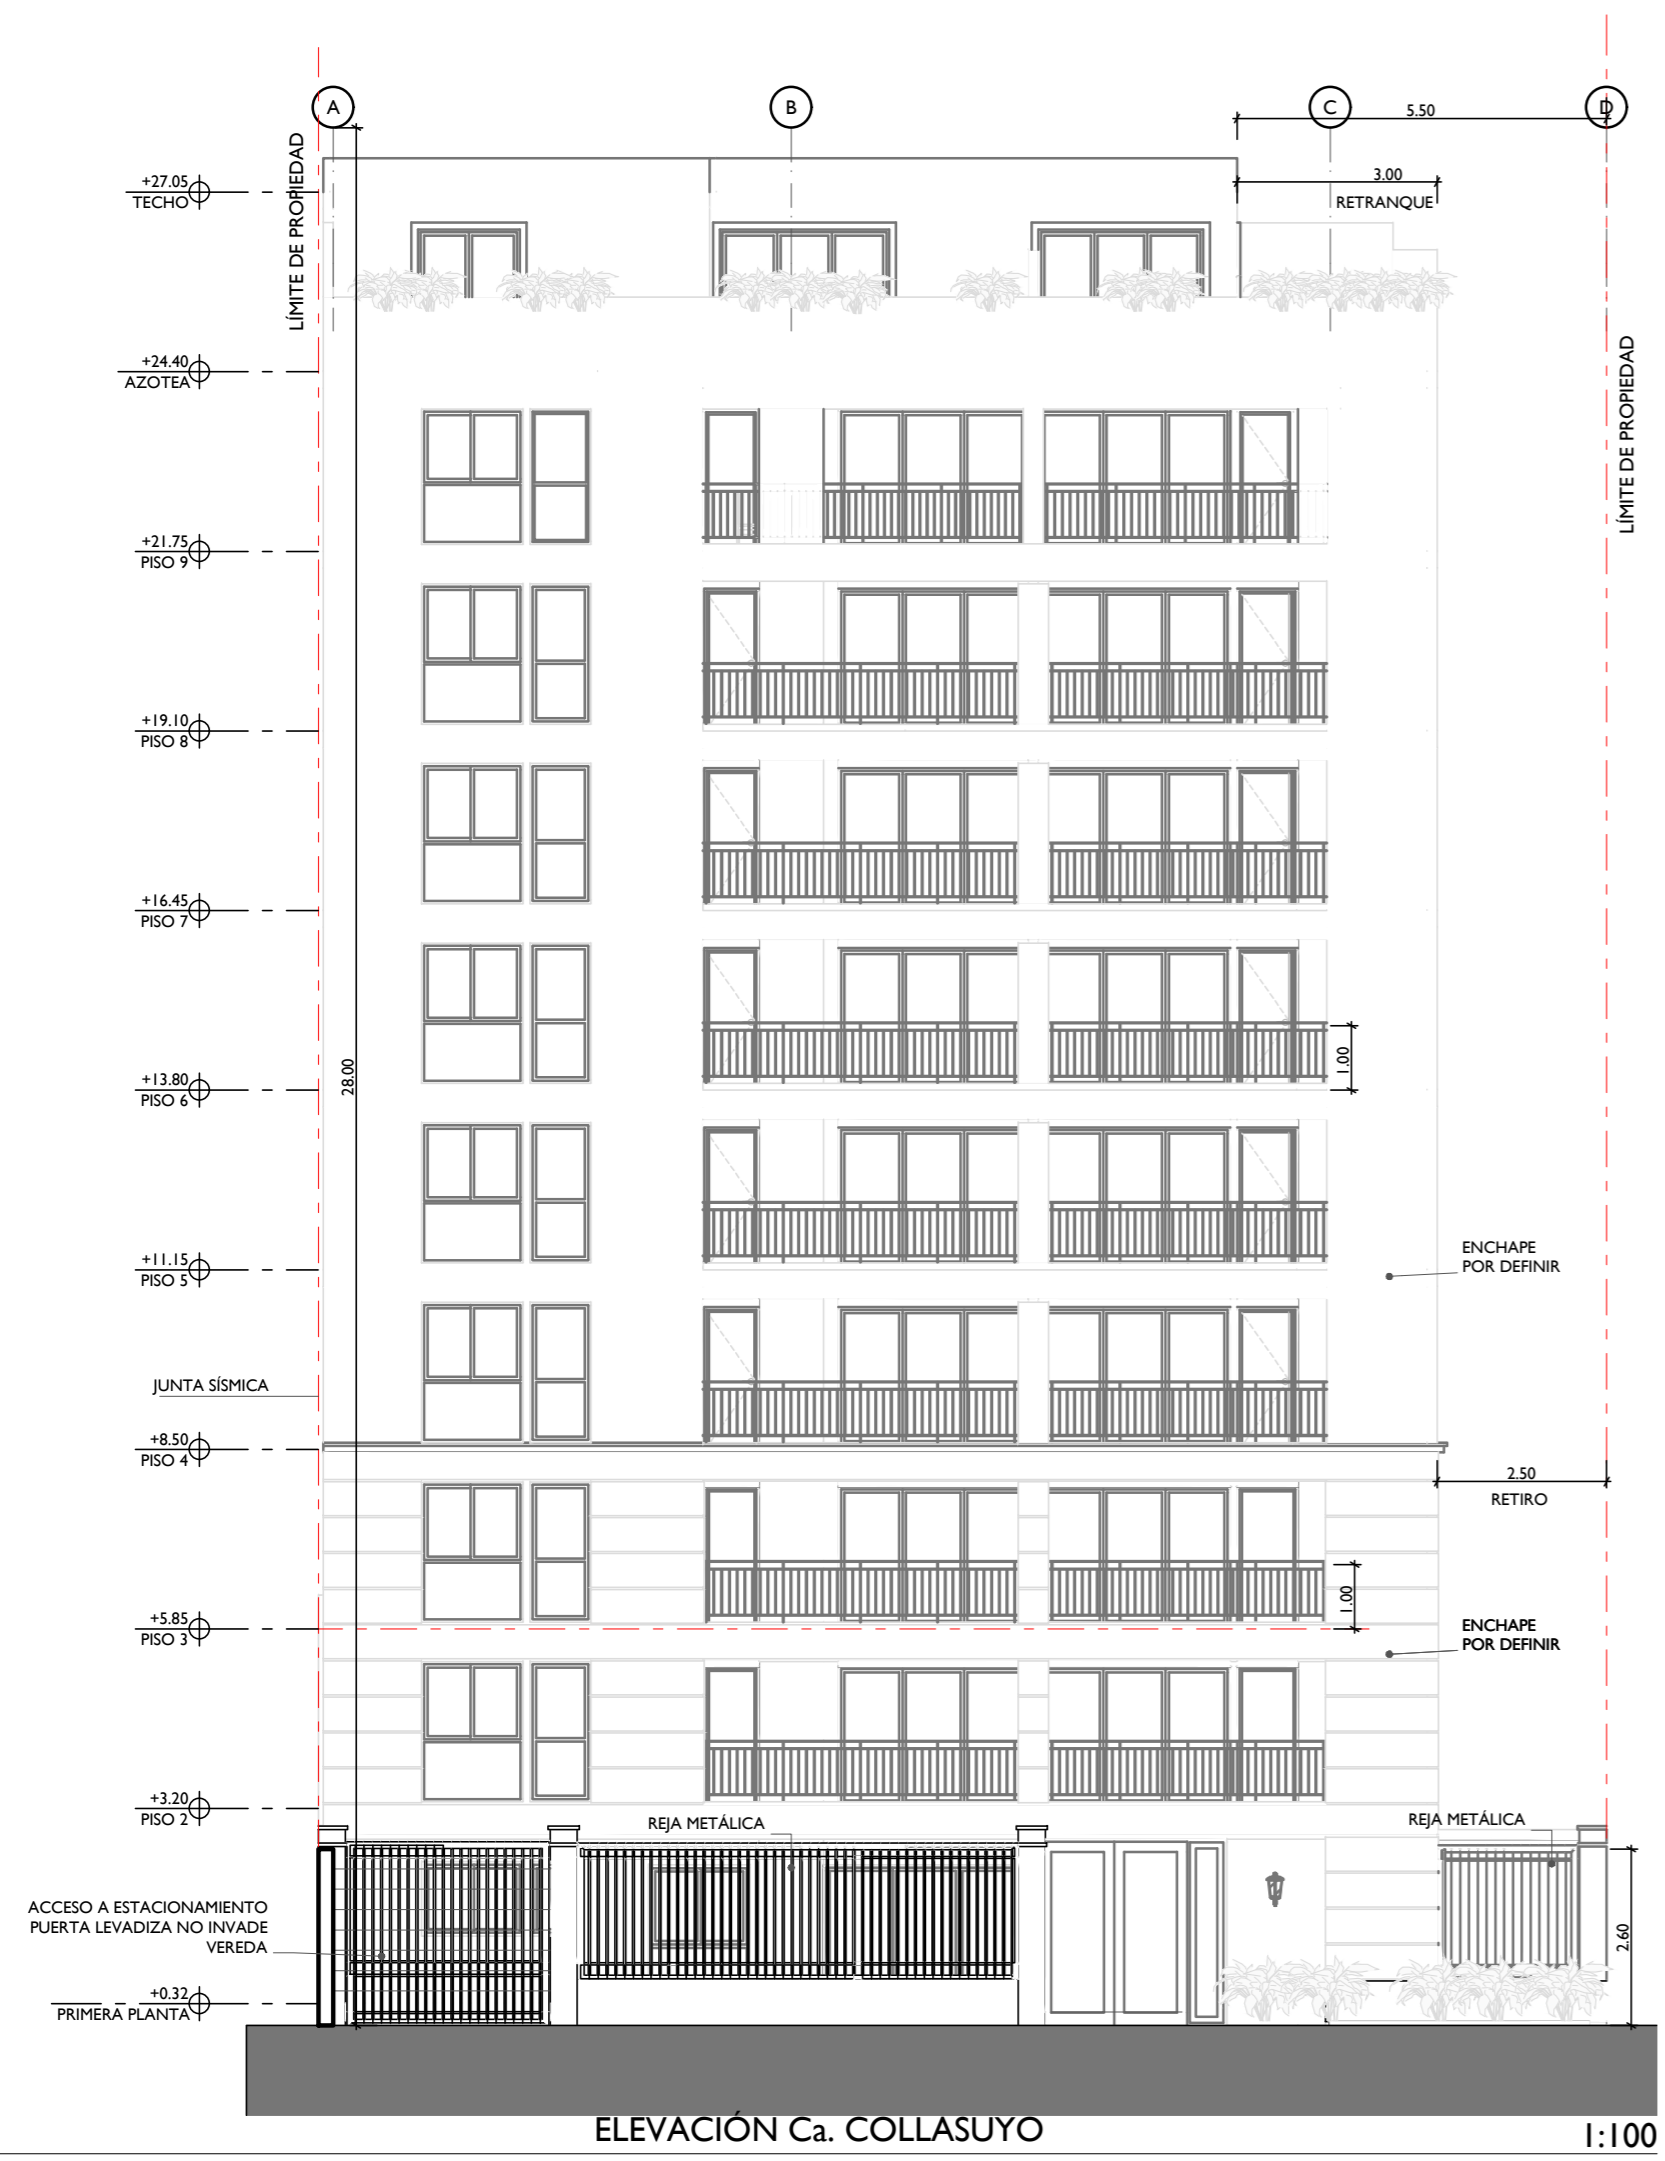 A
B
C
D
5.50
3.00
RETRANQUE
LÍMITE DE PROPIEDAD
+27.05
TECHO
+24.40
AZOTEA
LÍMITE DE PROPIEDAD
+21.75
PISO 9
+19.10
PISO 8
+16.45
PISO 7
28.00
1.00
+13.80
PISO 6
+11.15
PISO 5
ENCHAPE
POR DEFINIR
JUNTA SÍSMICA
+8.50
PISO 4
2.50
RETIRO
1.00
+5.85
PISO 3
ENCHAPE
POR DEFINIR
+3.20
PISO 2
REJA METÁLICA
REJA METÁLICA
ACCESO A ESTACIONAMIENTO
PUERTA LEVADIZA NO INVADE
VEREDA
2.60
+0.32
PRIMERA PLANTA
ELEVACIÓN Ca. COLLASUYO
1:100